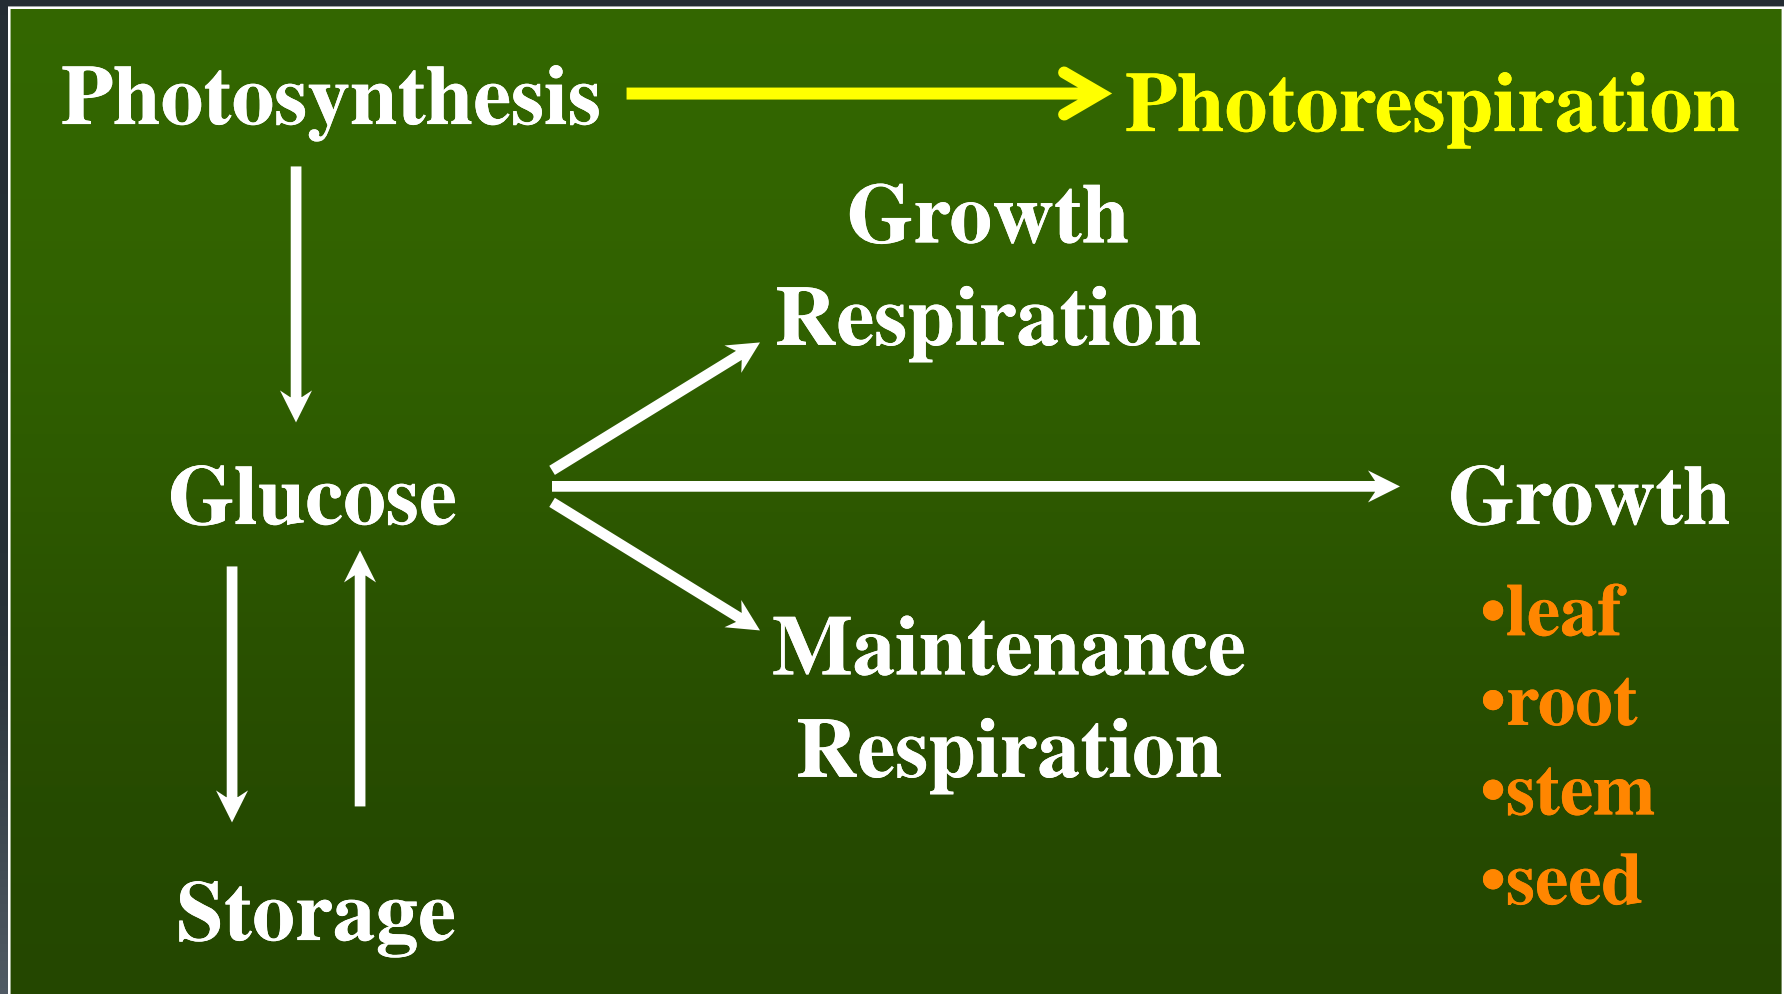 Photosynthesis
Photorespiration
Growth
Respiration
Glucose
Growth
•leaf
•root
•stem
•seed
Maintenance
Respiration
Storage